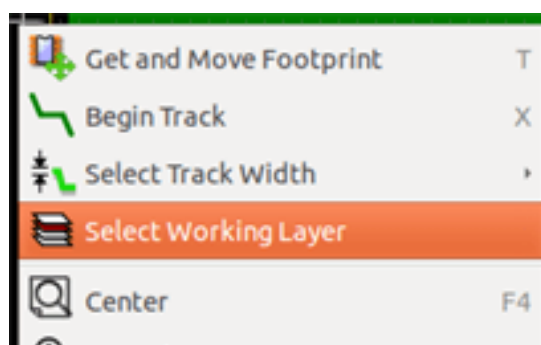 Get and Move Footprint T
Begin Track X
Select Track Width
Select Working Layer
Center F4